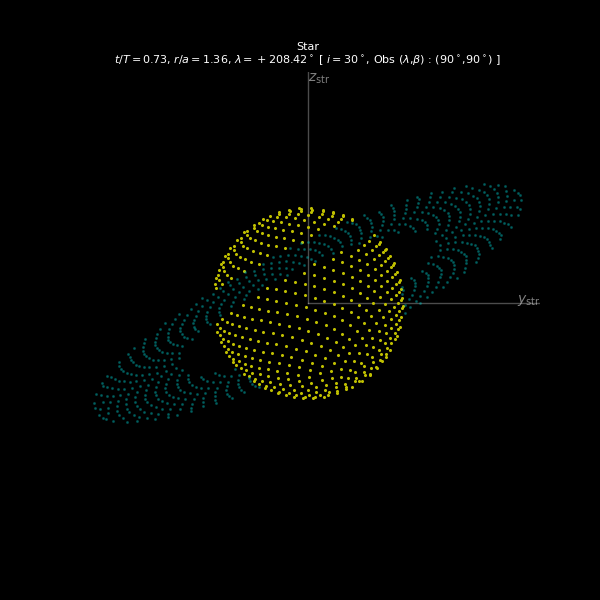 Star
t/T = 0.73, r/a = 1.36, λ = +208.42° [ i = 30°, Obs (λ,β) : (90°,90°) ]
z_str
y_str